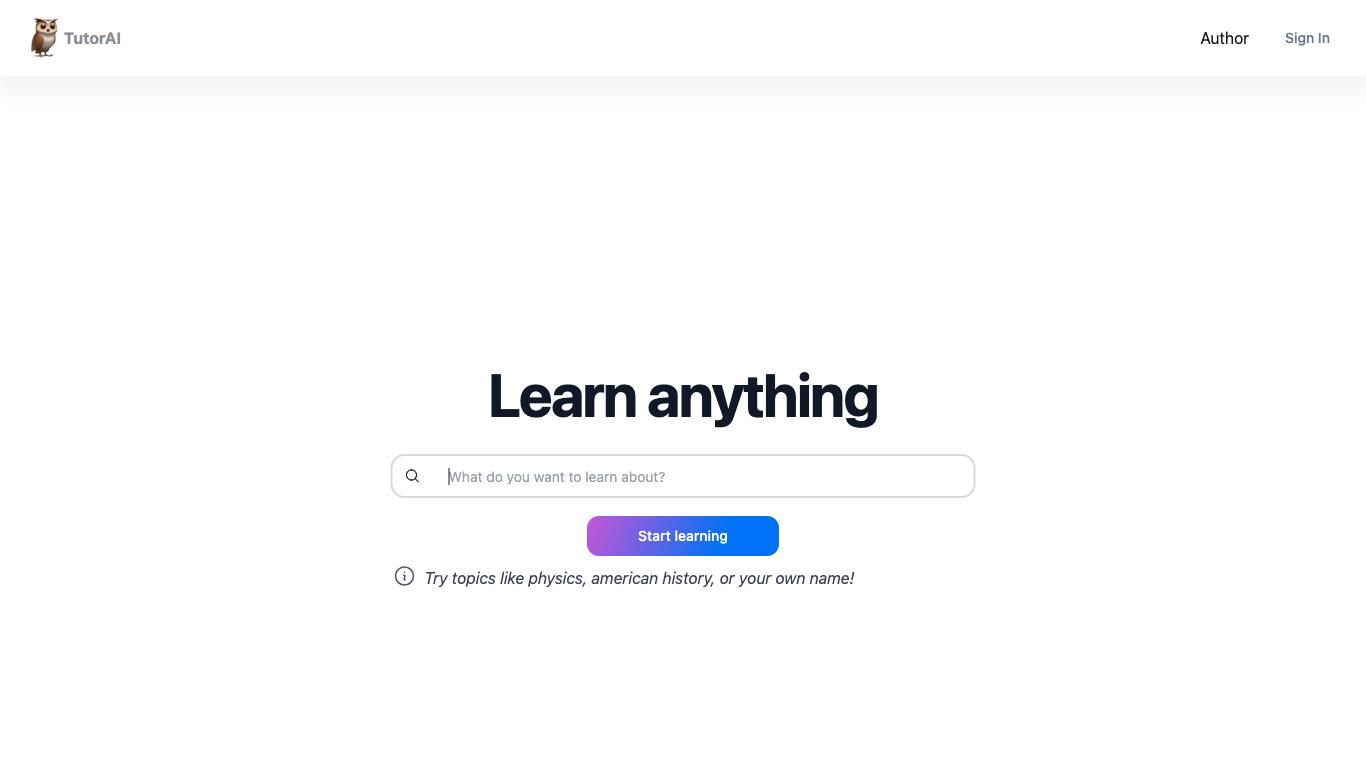 TutorAI
Author
Sign In
Learn anything
What do you want to learn about?
Start learning
Try topics like physics, american history, or your own name!